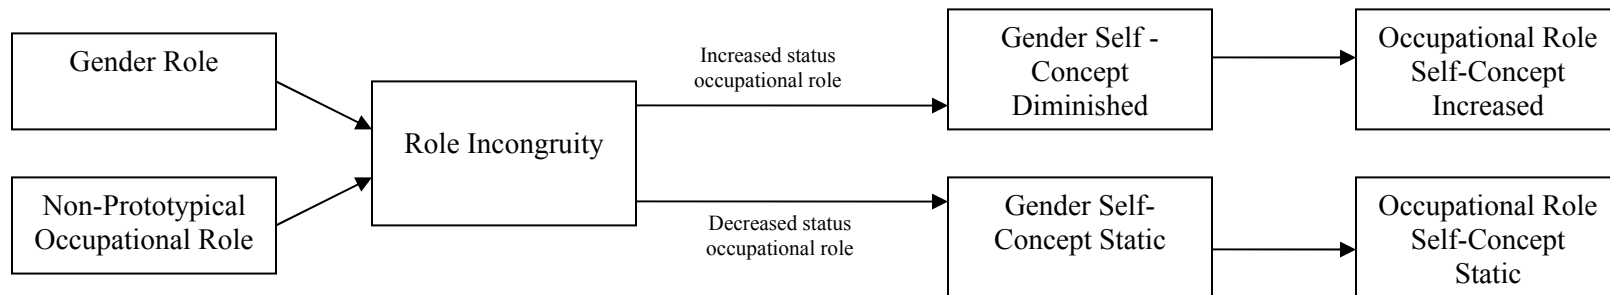 Gender Role
Non-Prototypical
Occupational Role
Role Incongruity
Increased status
occupational role
Decreased status
occupational role
Gender Self -
Concept
Diminished
Occupational Role
Self-Concept
Increased
Gender Self-
Concept Static
Occupational Role
Self-Concept
Static